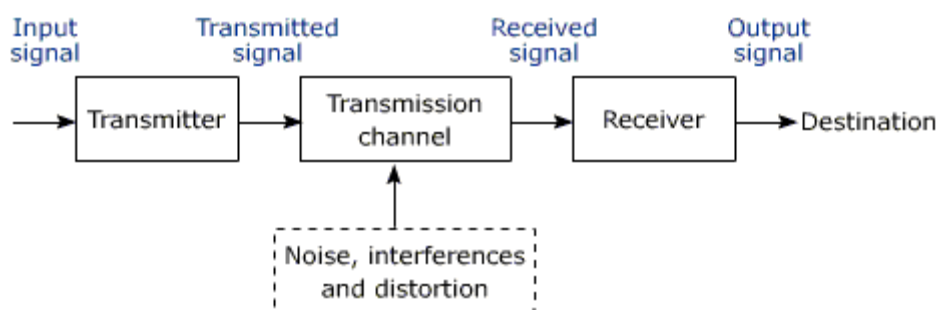 Input
signal
Transmitted
signal
Received
signal
Output
signal
Transmitter
Transmission
channel
Receiver
Destination
Noise, interferences
and distortion